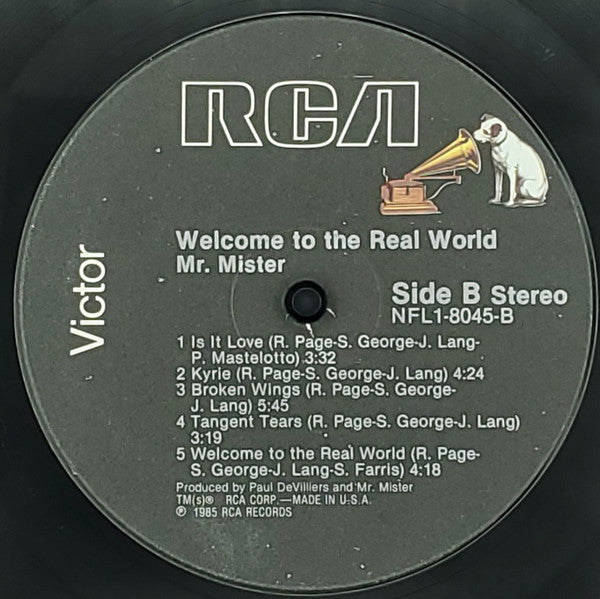 RCA
Victor
Welcome to the Real World
Mr. Mister
Side B Stereo
NFL1-8045-B
1 Is It Love (R. Page-S. George-J. Lang-
P. Mastelotto) 3:32
2 Kyrie (R. Page-S. George-J. Lang) 4:24
3 Broken Wings (R. Page-S. George-
J. Lang) 5:45
4 Tangent Tears (R. Page-S. George-J. Lang)
3:19
5 Welcome to the Real World (R. Page-
S. George-J. Lang-S. Farris) 4:18
Produced by Paul DeVilliers and Mr. Mister
TM(s)® RCA CORP.—MADE IN U.S.A.
℗ 1985 RCA RECORDS